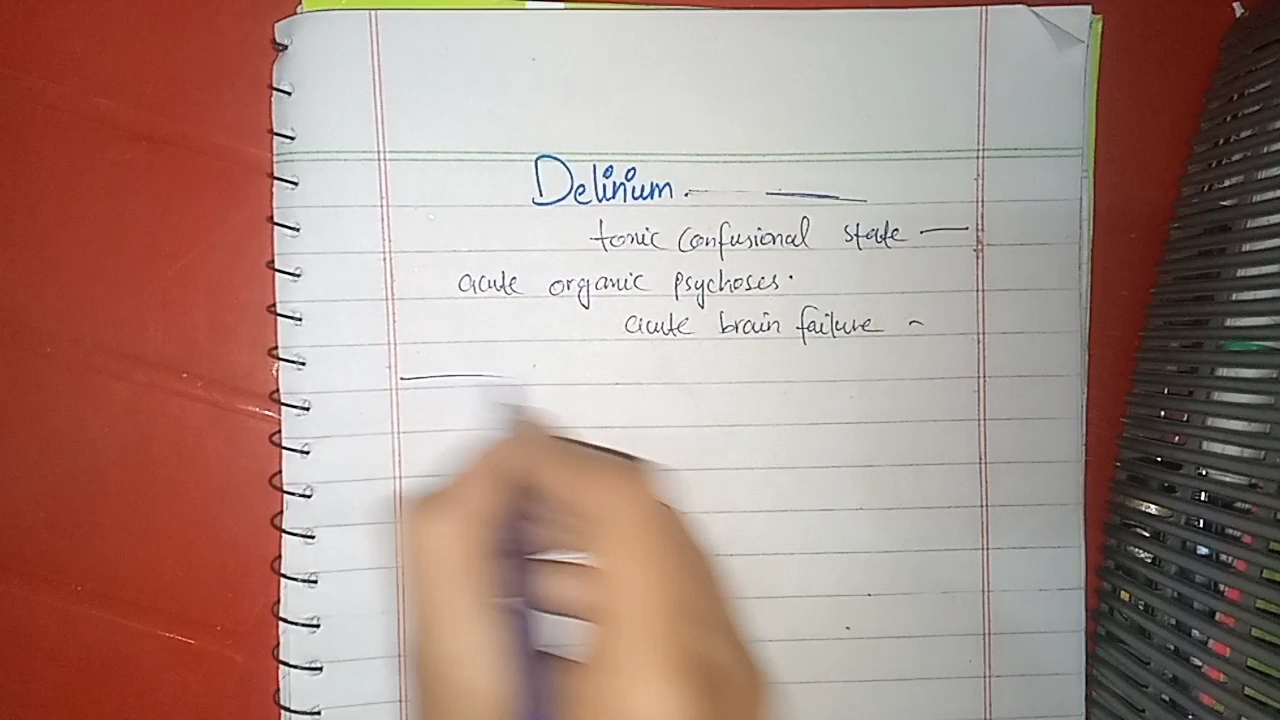 Delirium.
toxic confusional state —
acute organic psychoses.
acute brain failure -